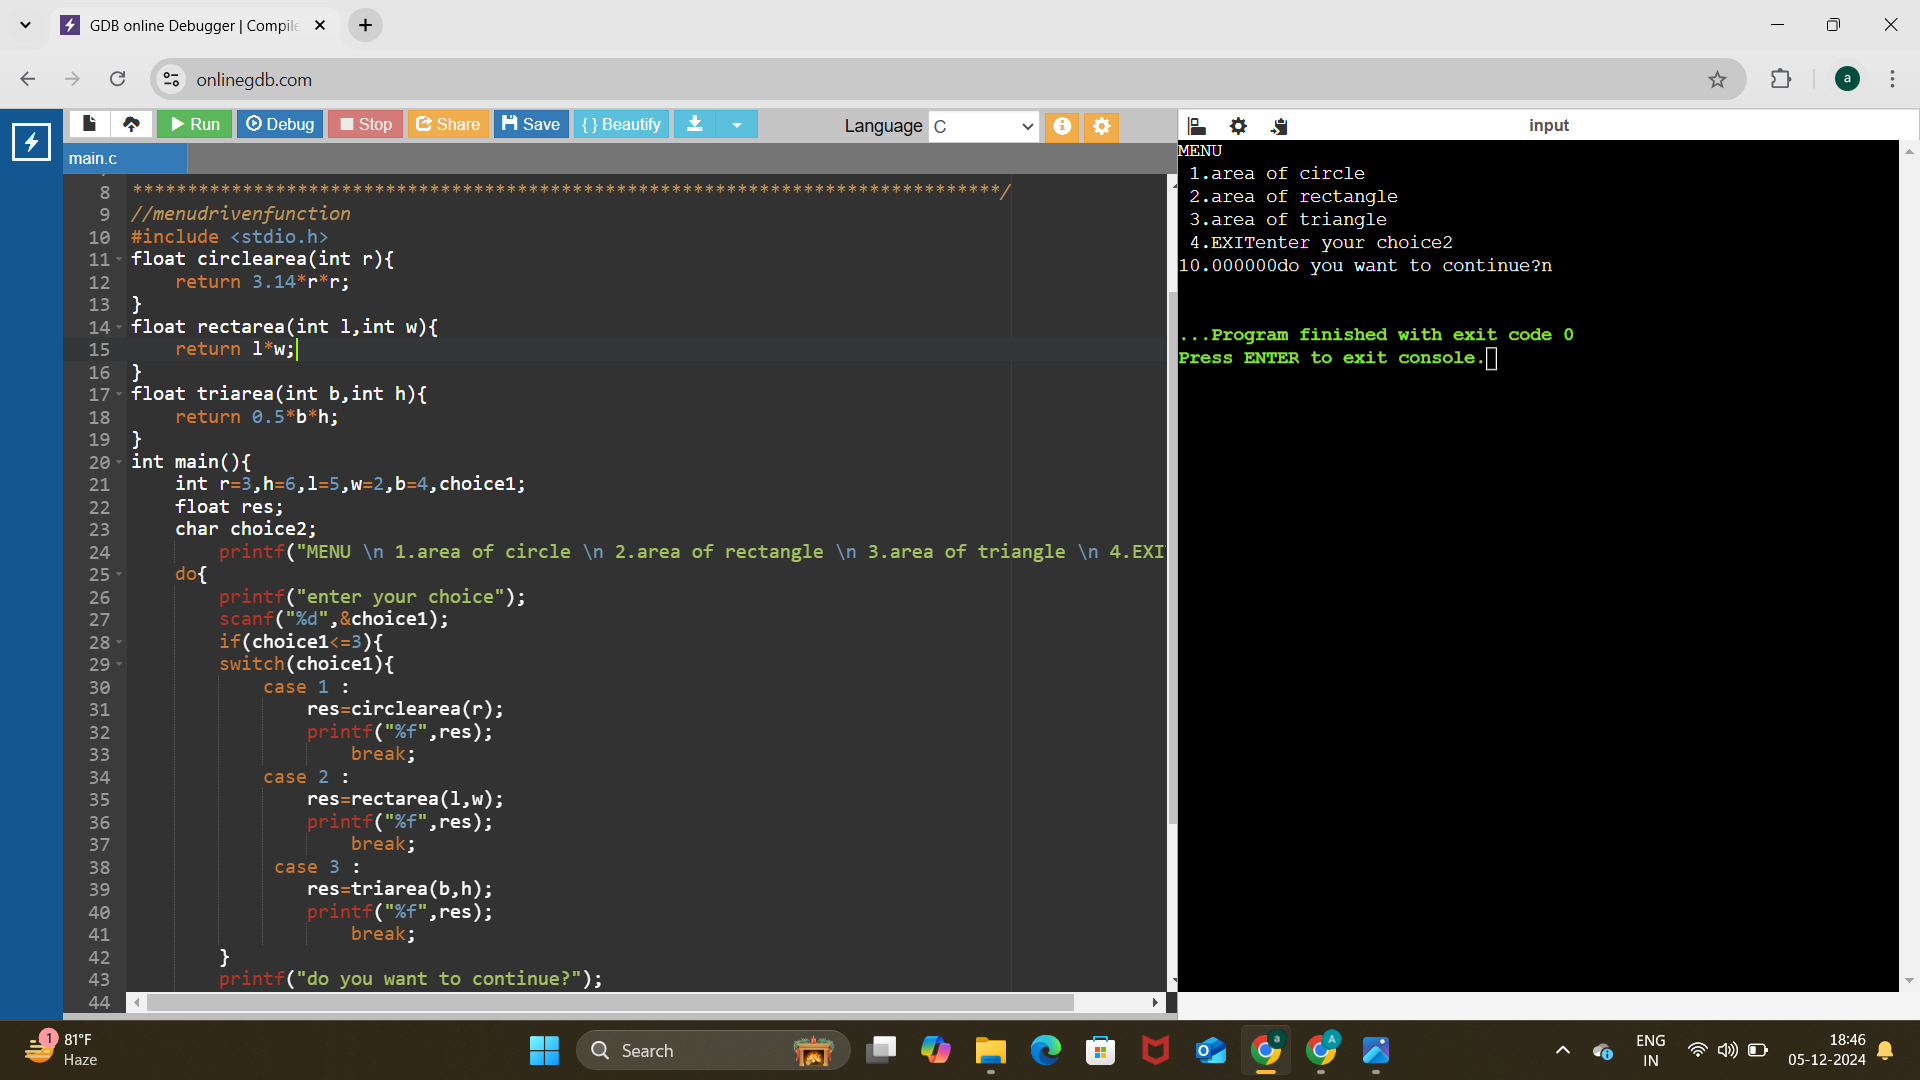 GDB online Debugger | Compile
onlinegdb.com
a
Run Debug Stop Share Save { } Beautify Language C
main.c
8 *******************************************************************************/
9 //menudrivenfunction
10 #include <stdio.h>
11 float circlearea(int r){
12 return 3.14*r*r;
13 }
14 float rectarea(int l,int w){
15 return l*w;
16 }
17 float triarea(int b,int h){
18 return 0.5*b*h;
19 }
20 int main(){
21 int r=3,h=6,l=5,w=2,b=4,choice1;
22 float res;
23 char choice2;
24 printf("MENU \n 1.area of circle \n 2.area of rectangle \n 3.area of triangle \n 4.EXI
25 do{
26 printf("enter your choice");
27 scanf("%d",&choice1);
28 if(choice1<=3){
29 switch(choice1){
30 case 1 :
31 res=circlearea(r);
32 printf("%f",res);
33 break;
34 case 2 :
35 res=rectarea(l,w);
36 printf("%f",res);
37 break;
38 case 3 :
39 res=triarea(b,h);
40 printf("%f",res);
41 break;
42 }
43 printf("do you want to continue?");
44
input
MENU
1.area of circle
2.area of rectangle
3.area of triangle
4.EXITenter your choice2
10.000000do you want to continue?n
...Program finished with exit code 0
Press ENTER to exit console.
1
81°F
Haze
Search
a
A
ENG
IN
18:46
05-12-2024